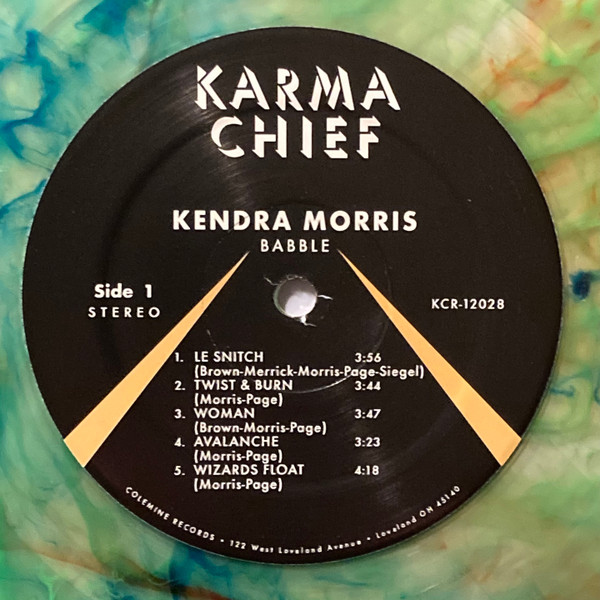 KARMA
CHIEF
KENDRA MORRIS
BABBLE
Side 1
STEREO
KCR-12028
1. LE SNITCH 3:56
(Brown-Merrick-Morris-Page-Siegel)
2. TWIST & BURN 3:44
(Morris-Page)
3. WOMAN 3:47
(Brown-Morris-Page)
4. AVALANCHE 3:23
(Morris-Page)
5. WIZARDS FLOAT 4:18
(Morris-Page)
COLEMINE RECORDS • 122 West Loveland Avenue • Loveland OH 45140